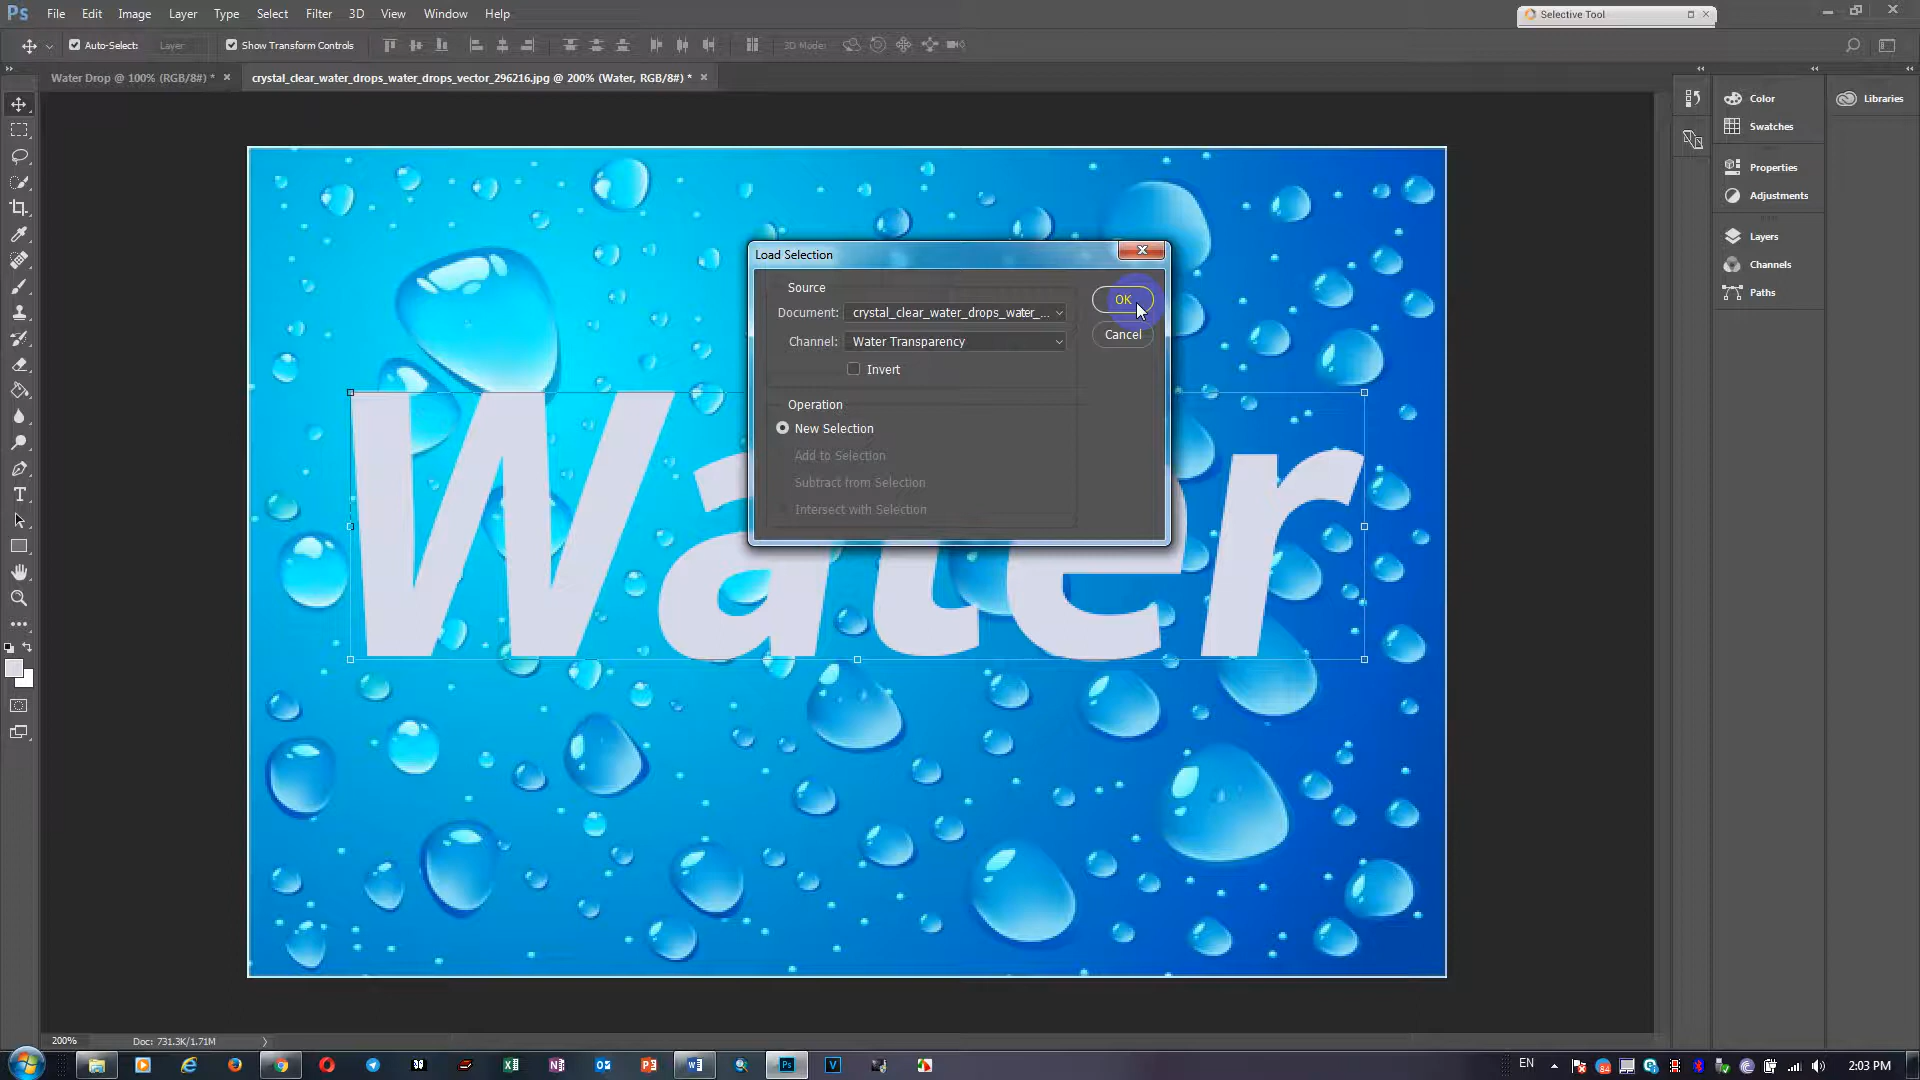 Ps File Edit Image Layer Type Select Filter 3D View Window Help
Selective Tool
Auto-Select: Layer Show Transform Controls 3D Mode:
Water Drop @ 100% (RGB/8#) * crystal_clear_water_drops_water_drops_vector_296216.jpg @ 200% (Water, RGB/8#) *
Color
Libraries
Swatches
Properties
Adjustments
Layers
Channels
Paths
Load Selection
Source
OK
Document: crystal_clear_water_drops_water_...
Cancel
Channel: Water Transparency
Invert
Operation
New Selection
Add to Selection
Subtract from Selection
Intersect with Selection
Water
T
200% Doc: 731.3K/1.71M
EN
84
2:03 PM